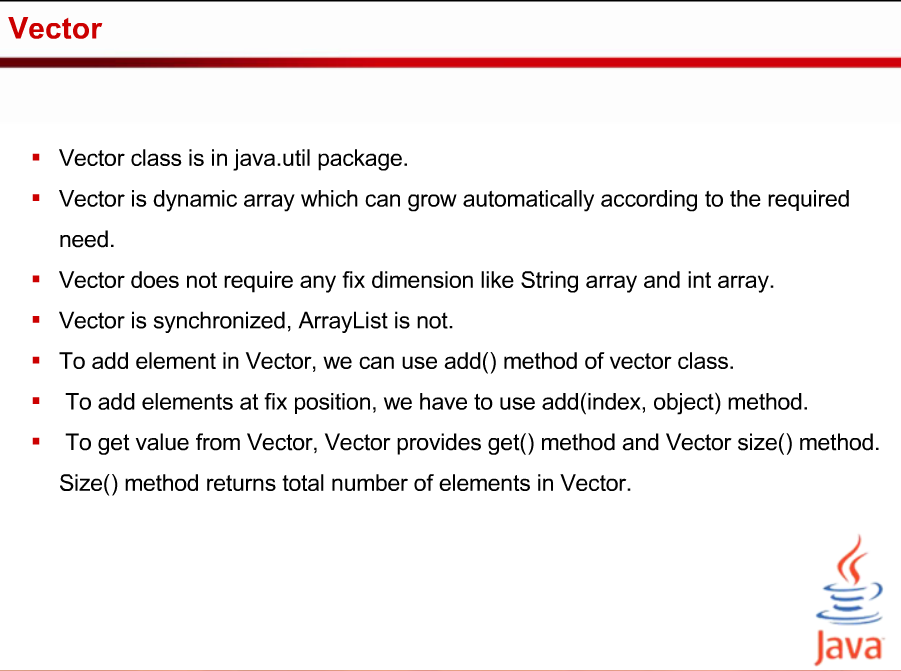 Vector
Vector class is in java.util package.
Vector is dynamic array which can grow automatically according to the required
need.
Vector does not require any fix dimension like String array and int array.
Vector is synchronized, ArrayList is not.
To add element in Vector, we can use add() method of vector class.
To add elements at fix position, we have to use add(index, object) method.
To get value from Vector, Vector provides get() method and Vector size() method.
Size() method returns total number of elements in Vector.
Java